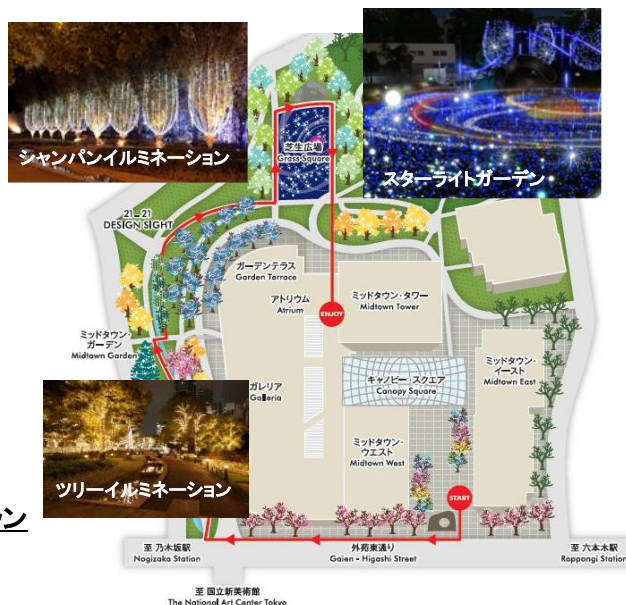 シャンパンイルミネーション
スターライトガーデン
芝生広場
Grass Square
21_21
DESIGN SIGHT
ガーデンテラス
Garden Terrace
アトリウム
Atrium
ENJOY
ミッドタウン・タワー
Midtown Tower
ミッドタウン・
ガーデン
Midtown Garden
ガレリア
Galleria
キャノピー・スクエア
Canopy Square
ミッドタウン・
イースト
Midtown East
ミッドタウン・
ウエスト
Midtown West
ツリーイルミネーション
START
ン
至 乃木坂駅
Nogizaka Station
外苑東通り
Gaien - Higashi Street
至 六本木駅
Roppongi Station
至 国立新美術館
The National Art Center Tokyo